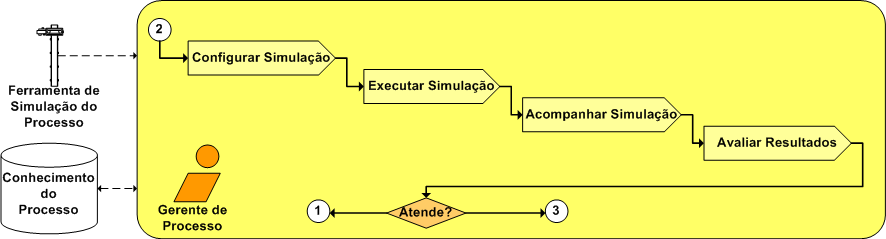 2
Configurar Simulação
Executar Simulação
Acompanhar Simulação
Avaliar Resultados
Ferramenta de
Simulação do
Processo
Conhecimento
do
Processo
Gerente de
Processo
1
Atende?
3